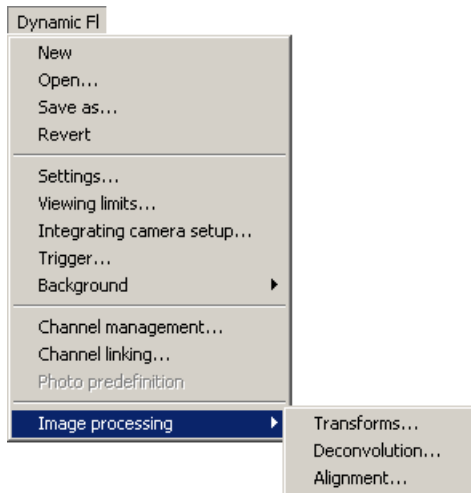 Dynamic Fl
New
Open...
Save as...
Revert
Settings...
Viewing limits...
Integrating camera setup...
Trigger...
Background
Channel management...
Channel linking...
Photo predefinition
Image processing
Transforms...
Deconvolution...
Alignment...